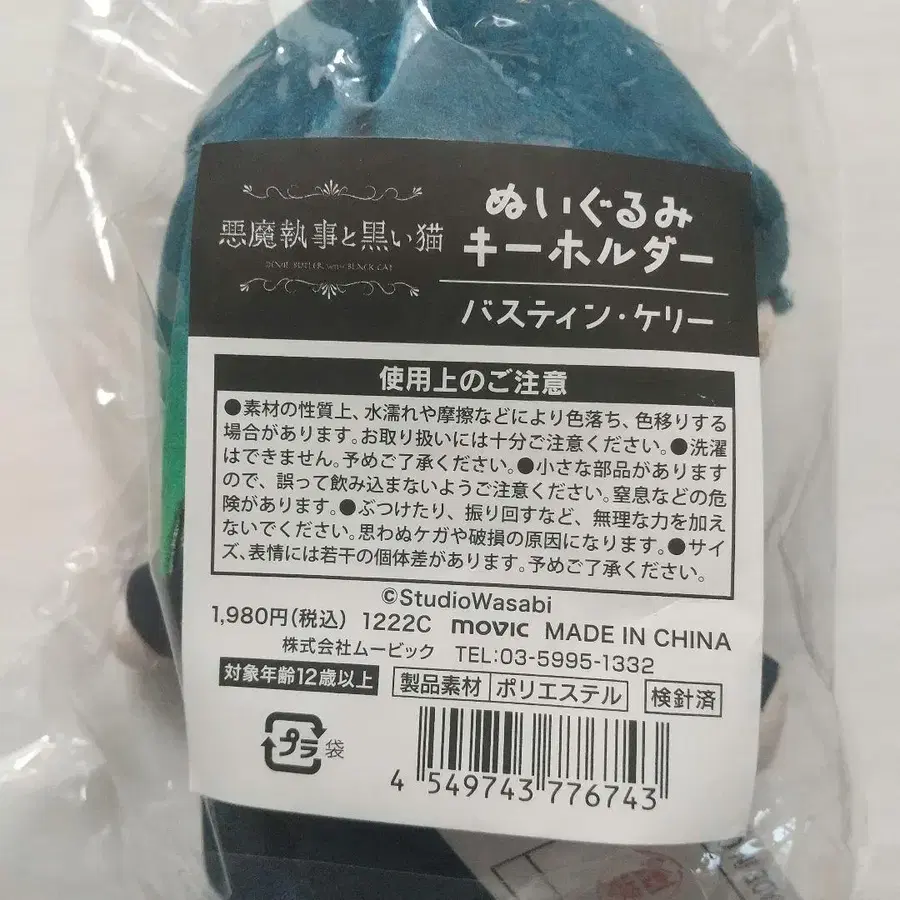 悪魔執事と黒い猫
DEVIL BUTLER with BLACK CAT
ぬいぐるみ
キーホルダー
バスティン・ケリー
使用上のご注意
●素材の性質上、水濡れや摩擦などにより色落ち、色移りする
場合があります。お取り扱いには十分ご注意ください。●洗濯
はできません。予めご了承ください。●小さな部品があります
ので、誤って飲み込まないようご注意ください。窒息などの危
険があります。●ぶつけたり、振り回すなど、無理な力を加え
ないでください。思わぬケガや破損の原因になります。●サイ
ズ、表情には若干の個体差があります。予めご了承ください。
©StudioWasabi
1,980円(税込) 1222C movic MADE IN CHINA
株式会社ムービック TEL:03-5995-1332
対象年齢12歳以上 製品素材 ポリエステル 検針済
プラ 袋
4 549743 776743